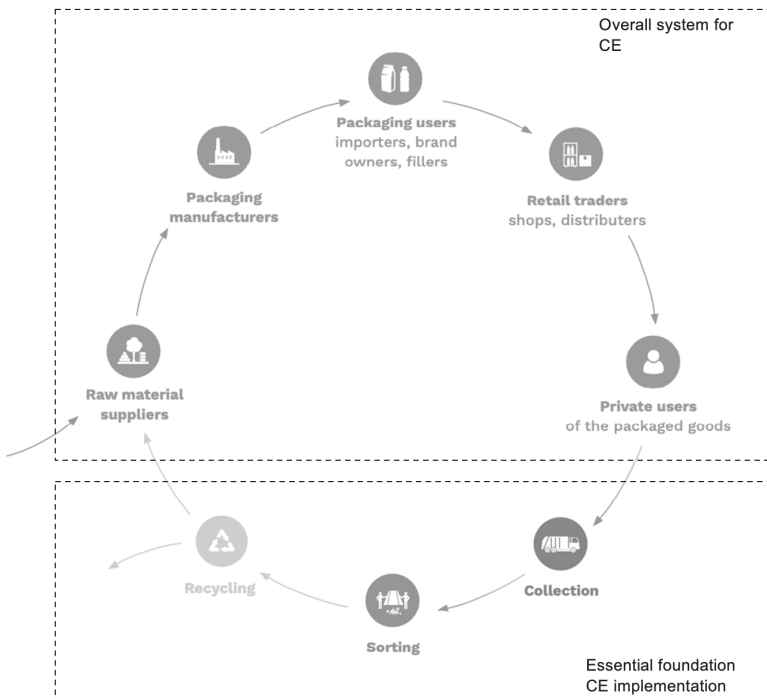 Overall system for
CE
Packaging users
importers, brand
owners, fillers
Packaging
manufacturers
Retail traders
shops, distributers
Raw material
suppliers
Private users
of the packaged goods
Recycling
Collection
Sorting
Essential foundation
CE implementation